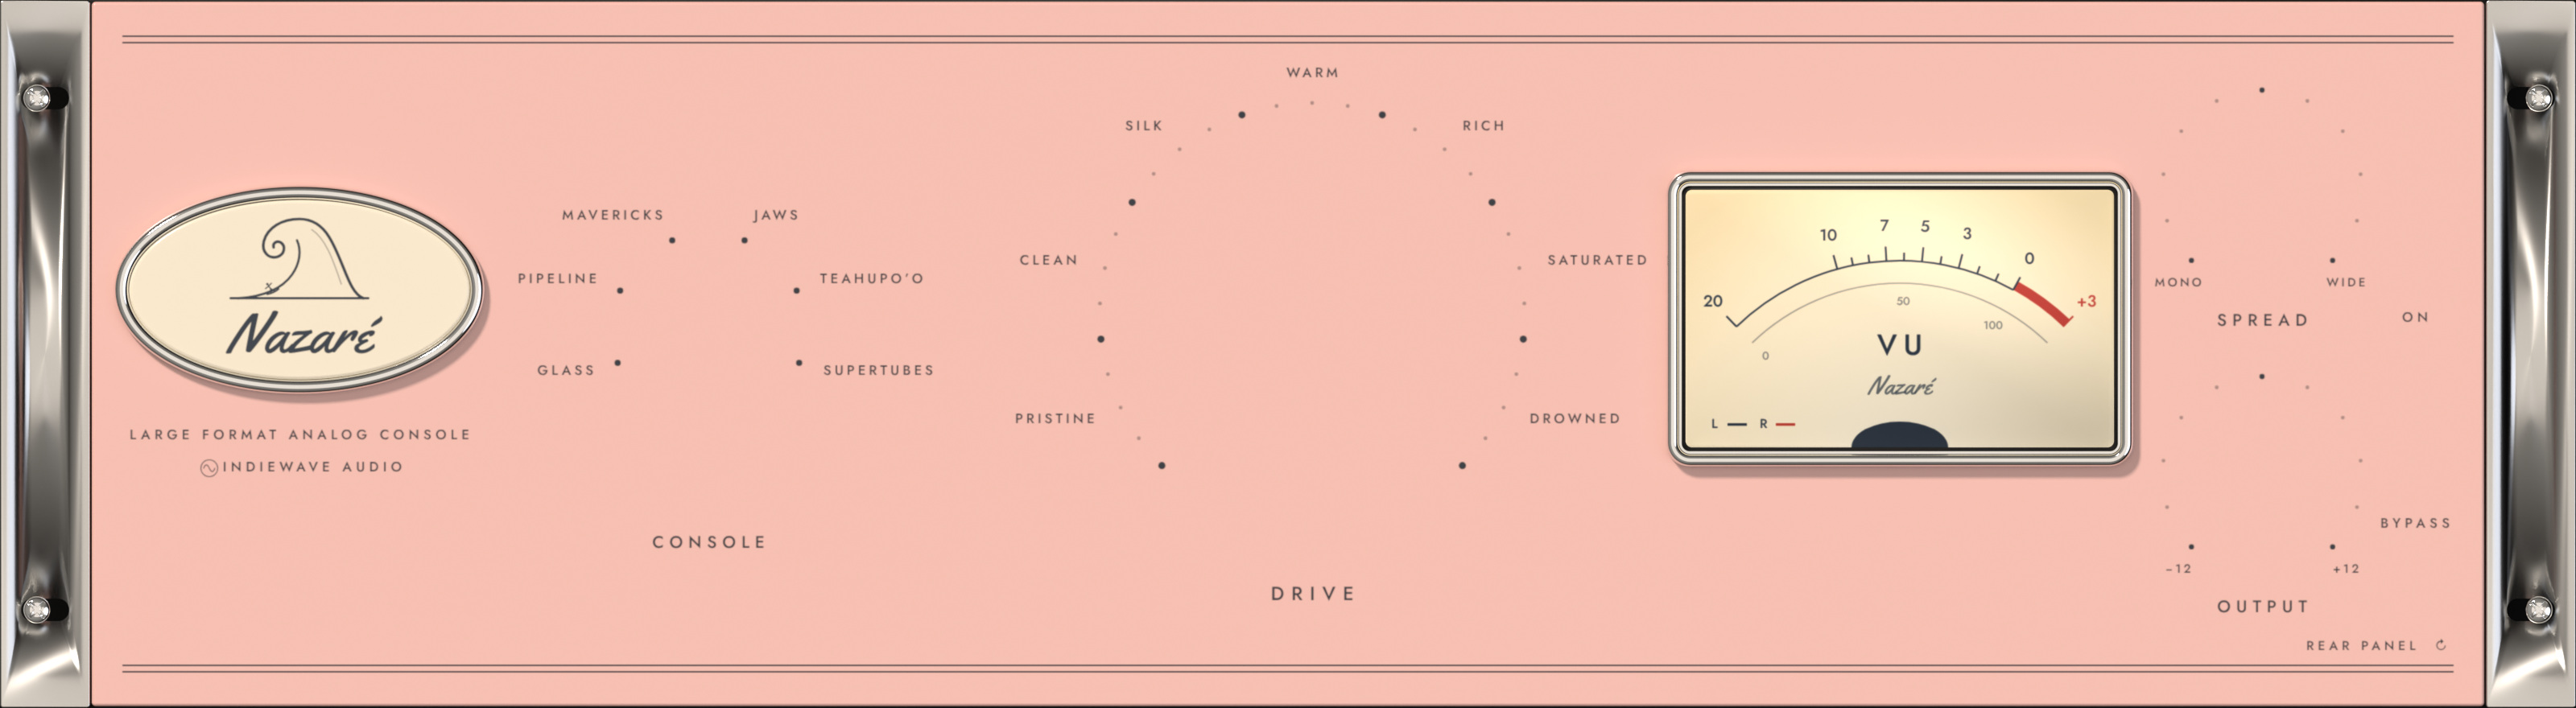 Nazaré
LARGE FORMAT ANALOG CONSOLE
INDIEWAVE AUDIO
MAVERICKS
JAWS
PIPELINE
TEAHUPO'O
GLASS
SUPERTUBES
CONSOLE
WARM
SILK
RICH
CLEAN
SATURATED
PRISTINE
DROWNED
DRIVE
20 10 7 5 3 0 +3
0 50 100
VU
Nazaré
L R
MONO
WIDE
SPREAD
ON
-12
+12
BYPASS
OUTPUT
REAR PANEL